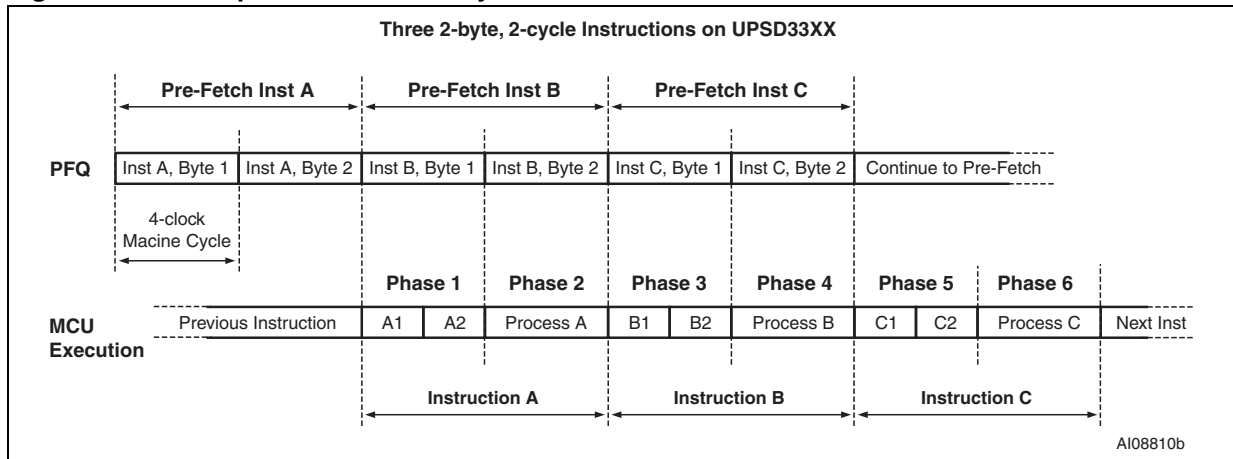 Three 2-byte, 2-cycle Instructions on UPSD33XX
Pre-Fetch Inst A
Pre-Fetch Inst B
Pre-Fetch Inst C
PFQ
Inst A, Byte 1
Inst A, Byte 2
Inst B, Byte 1
Inst B, Byte 2
Inst C, Byte 1
Inst C, Byte 2
Continue to Pre-Fetch
4-clock
Macine Cycle
Phase 1
Phase 2
Phase 3
Phase 4
Phase 5
Phase 6
MCU
Execution
Previous Instruction
A1
A2
Process A
B1
B2
Process B
C1
C2
Process C
Next Inst
Instruction A
Instruction B
Instruction C
AI08810b